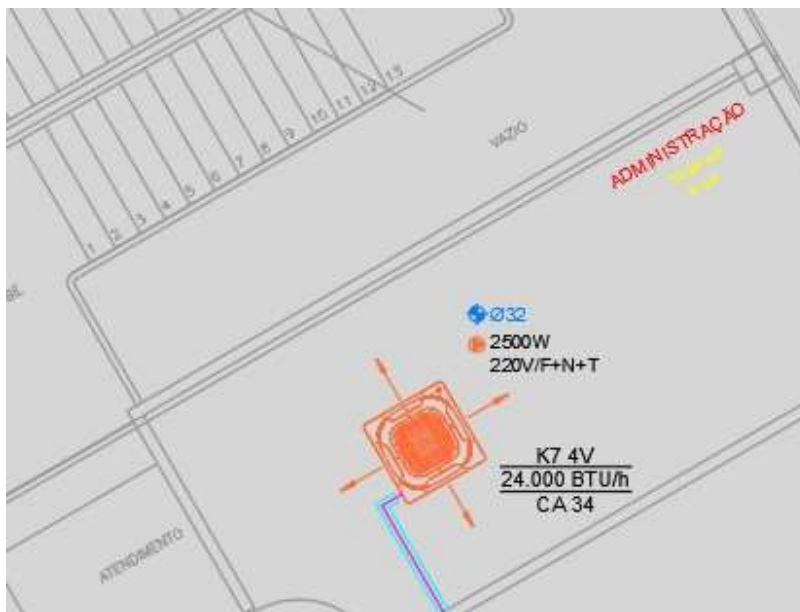 1
2
3
4
5
6
7
8
9
10
11
12
13
VAZIO
ADMINISTRAÇÃO
Ø32
2500W
220V/F+N+T
K7 4V
24.000 BTU/h
CA 34
ATENDIMENTO